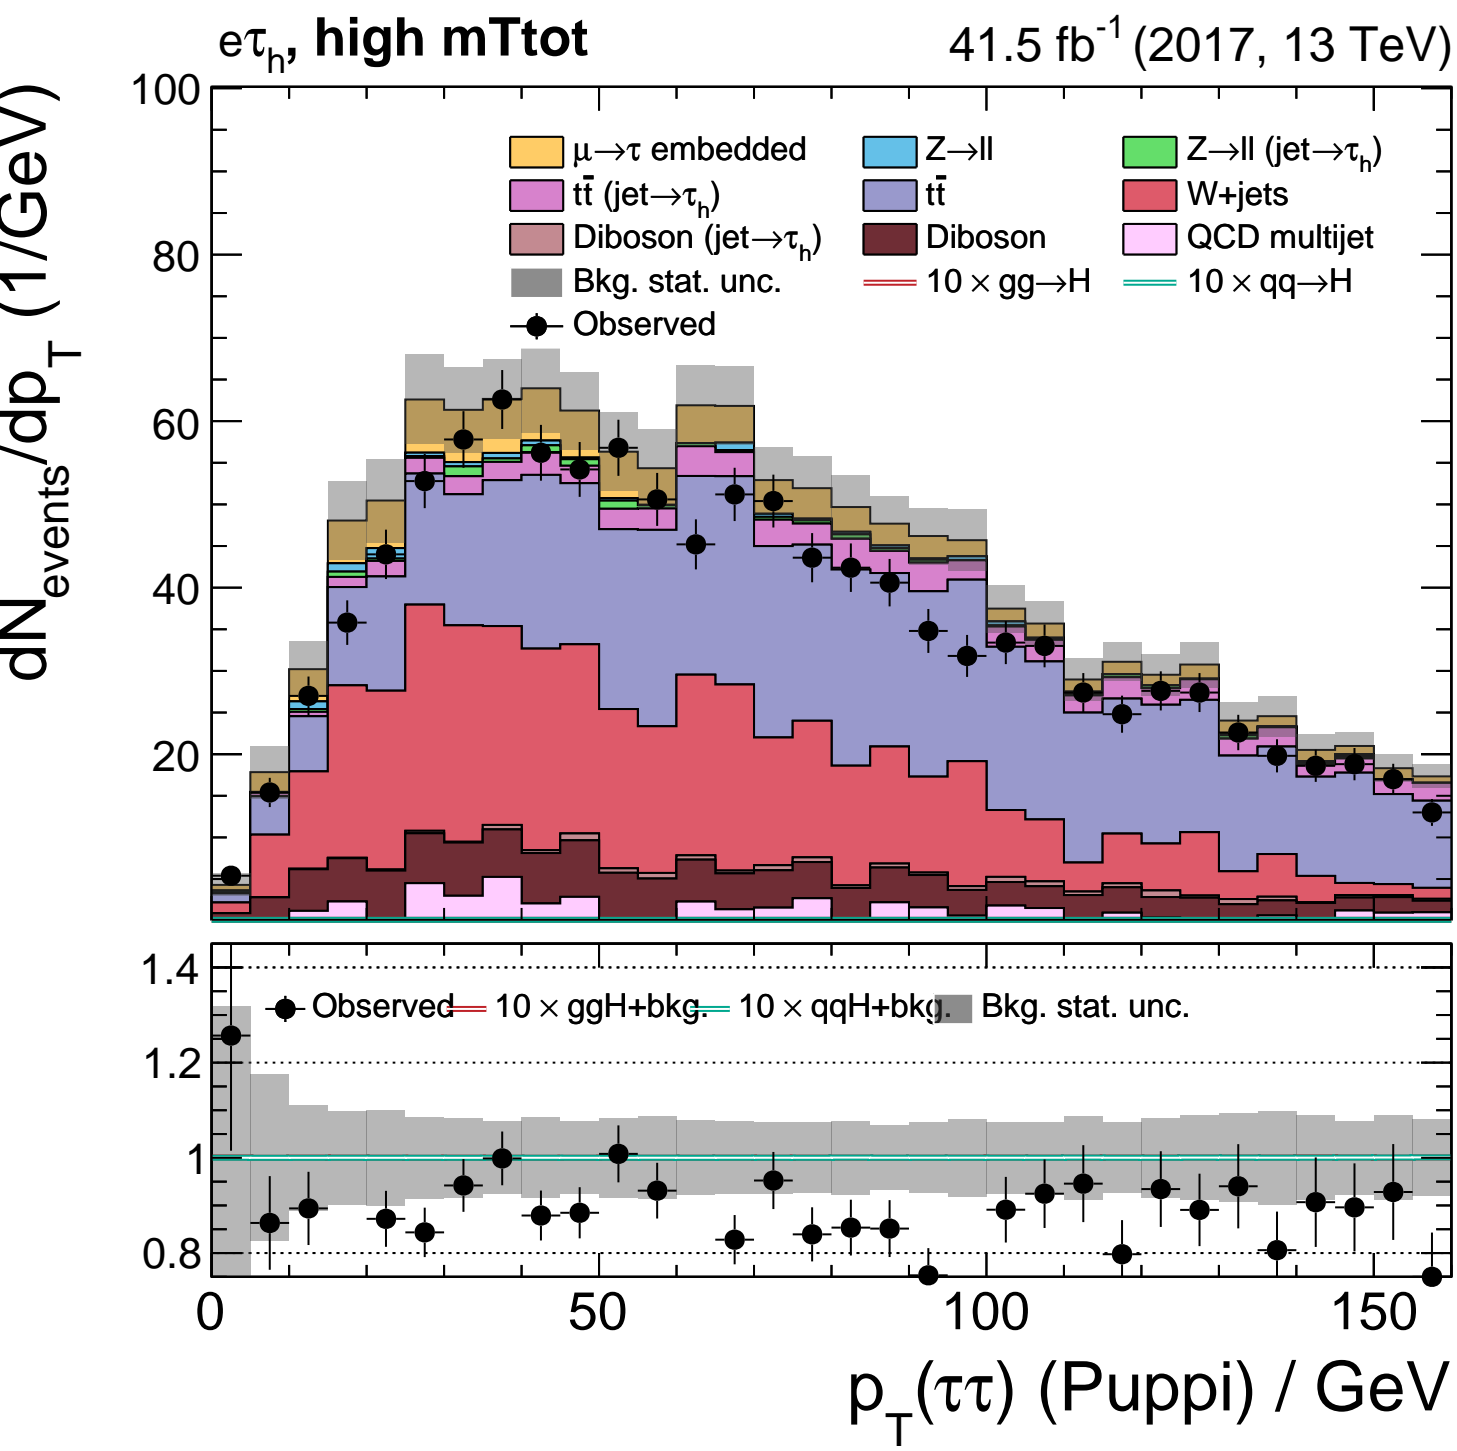 eτh, high mTtot 41.5 fb-1 (2017, 13 TeV)
dNevents/dpT (1/GeV)
100
80
60
40
20
μ→τ embedded Z→ll Z→ll (jet→τh)
tt̄ (jet→τh) tt̄ W+jets
Diboson (jet→τh) Diboson QCD multijet
Bkg. stat. unc. 10 × gg→H 10 × qq→H
Observed
1.4
1.2
1
0.8
Observed 10 × ggH+bkg. 10 × qqH+bkg. Bkg. stat. unc.
0 50 100 150
pT(ττ) (Puppi) / GeV